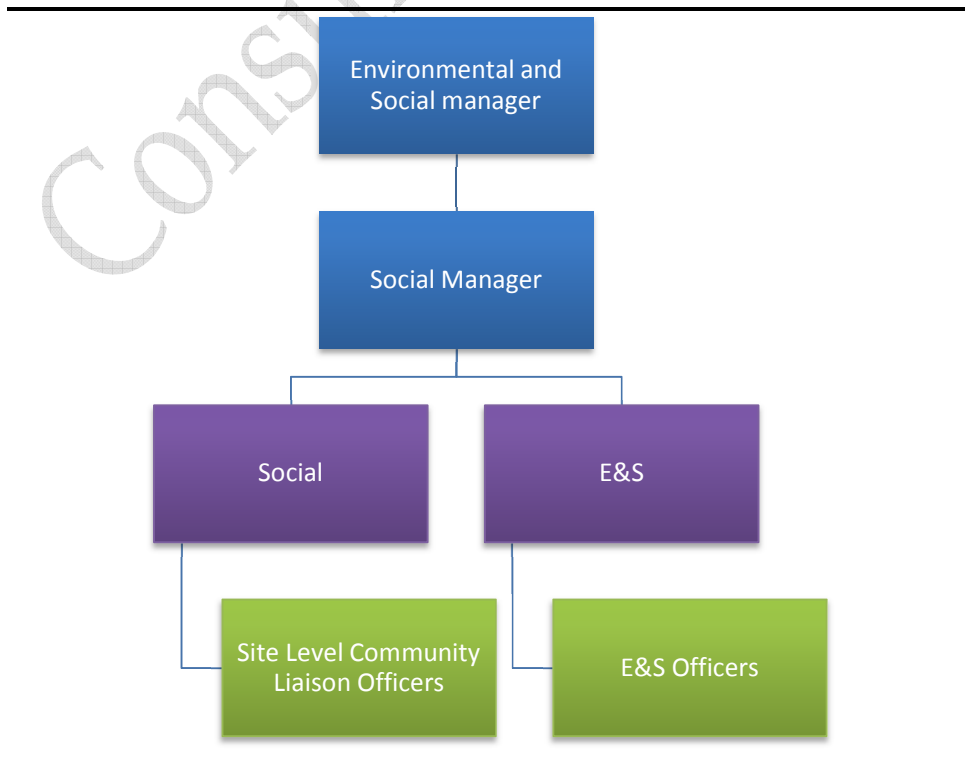 Environmental and
Social manager
Social Manager
Social
E&S
Site Level Community
Liaison Officers
E&S Officers